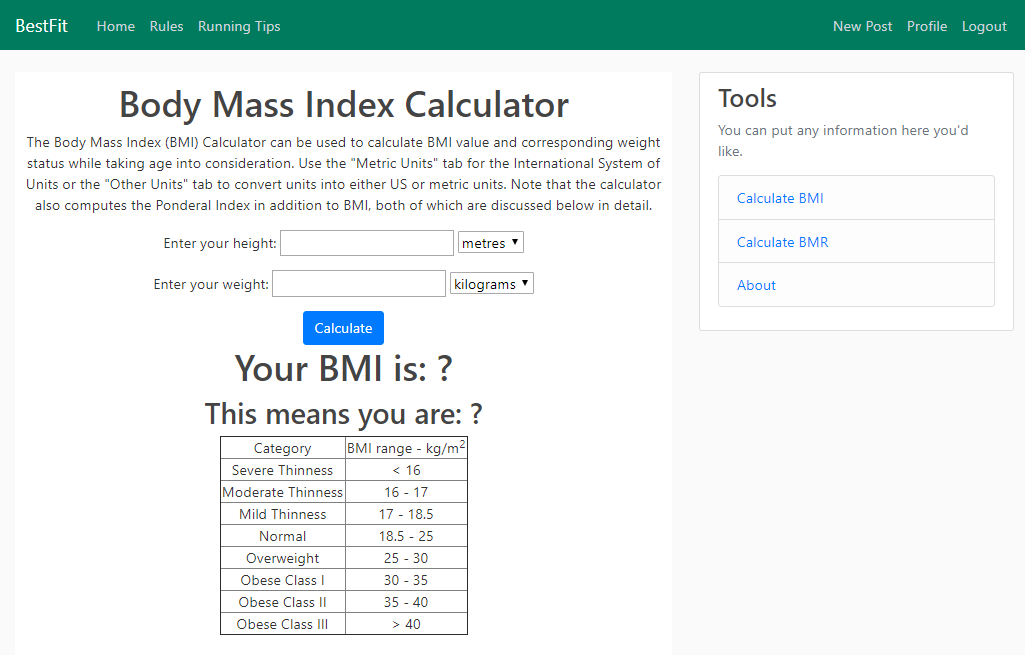 BestFit Home Rules Running Tips New Post Profile Logout
Body Mass Index Calculator
The Body Mass Index (BMI) Calculator can be used to calculate BMI value and corresponding weight
status while taking age into consideration. Use the "Metric Units" tab for the International System of
Units or the "Other Units" tab to convert units into either US or metric units. Note that the calculator
also computes the Ponderal Index in addition to BMI, both of which are discussed below in detail.
Enter your height: metres
Enter your weight: kilograms
Calculate
Your BMI is: ?
This means you are: ?
Category BMI range - kg/m²
Severe Thinness < 16
Moderate Thinness 16 - 17
Mild Thinness 17 - 18.5
Normal 18.5 - 25
Overweight 25 - 30
Obese Class I 30 - 35
Obese Class II 35 - 40
Obese Class III > 40
Tools
You can put any information here you'd
like.
Calculate BMI
Calculate BMR
About